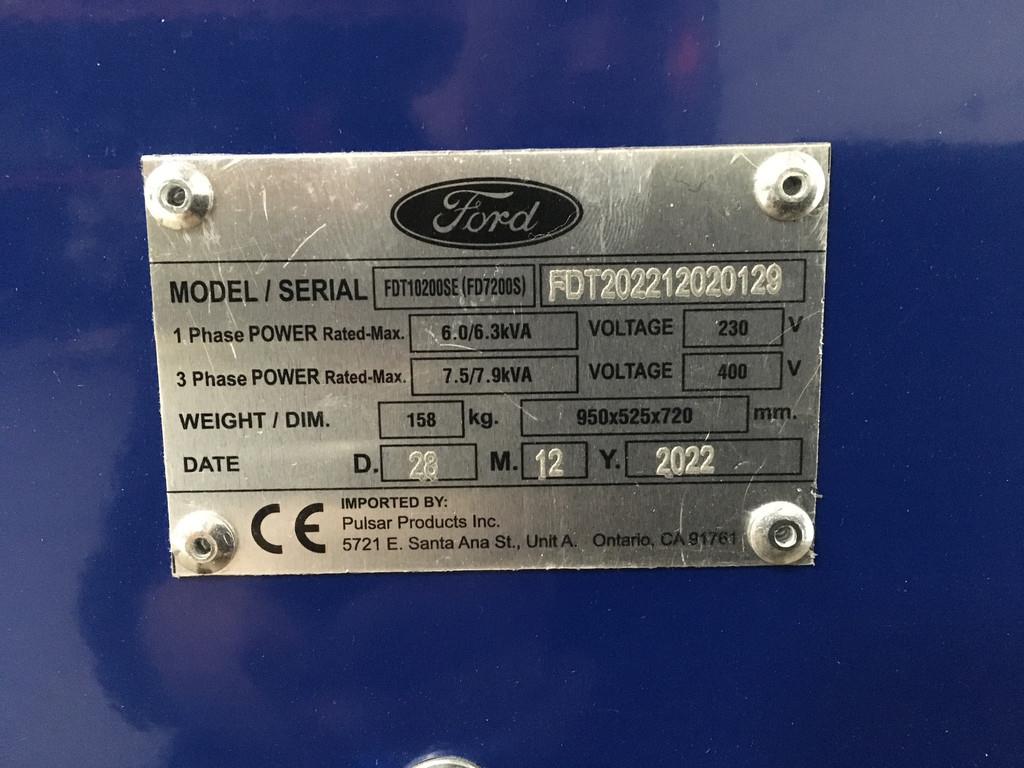 Ford
MODEL / SERIAL FDT10200SE (FD7200S) FDT202212020129
1 Phase POWER Rated-Max. 6.0/6.3kVA VOLTAGE 230 V
3 Phase POWER Rated-Max. 7.5/7.9kVA VOLTAGE 400 V
WEIGHT / DIM. 158 kg. 950x525x720 mm.
DATE D. 28 M. 12 Y. 2022
CE IMPORTED BY:
Pulsar Products Inc.
5721 E. Santa Ana St., Unit A. Ontario, CA 91761